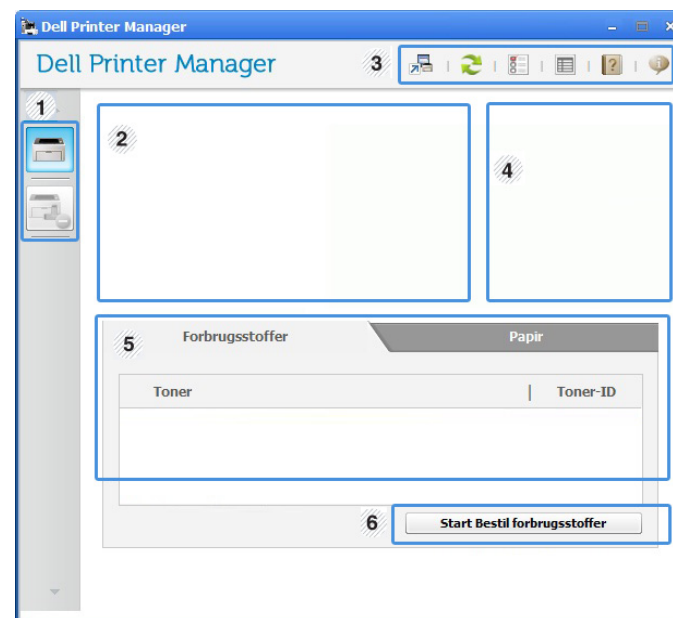 Dell Printer Manager
Dell Printer Manager
3
1
2
4
5
Forbrugsstoffer
Papir
Toner | Toner-ID
6
Start Bestil forbrugsstoffer